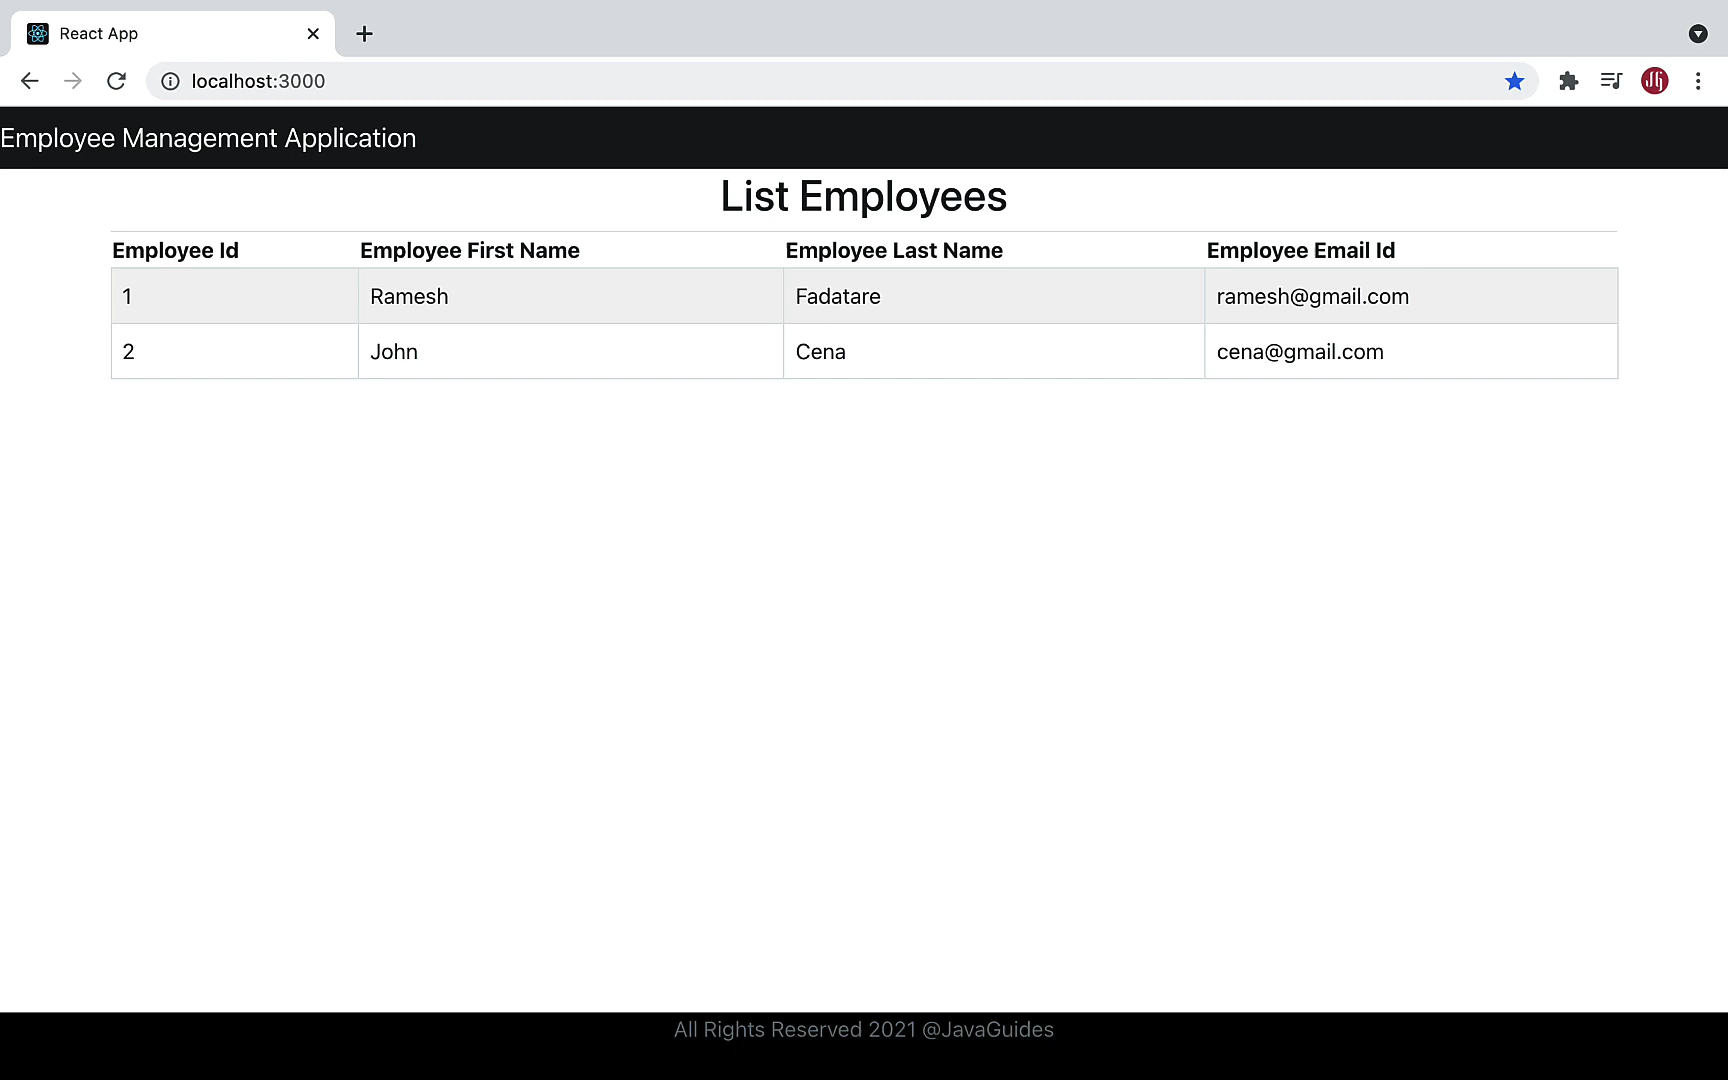 React App
localhost:3000
Employee Management Application
List Employees
Employee Id Employee First Name Employee Last Name Employee Email Id
1 Ramesh Fadatare ramesh@gmail.com
2 John Cena cena@gmail.com
All Rights Reserved 2021 @JavaGuides